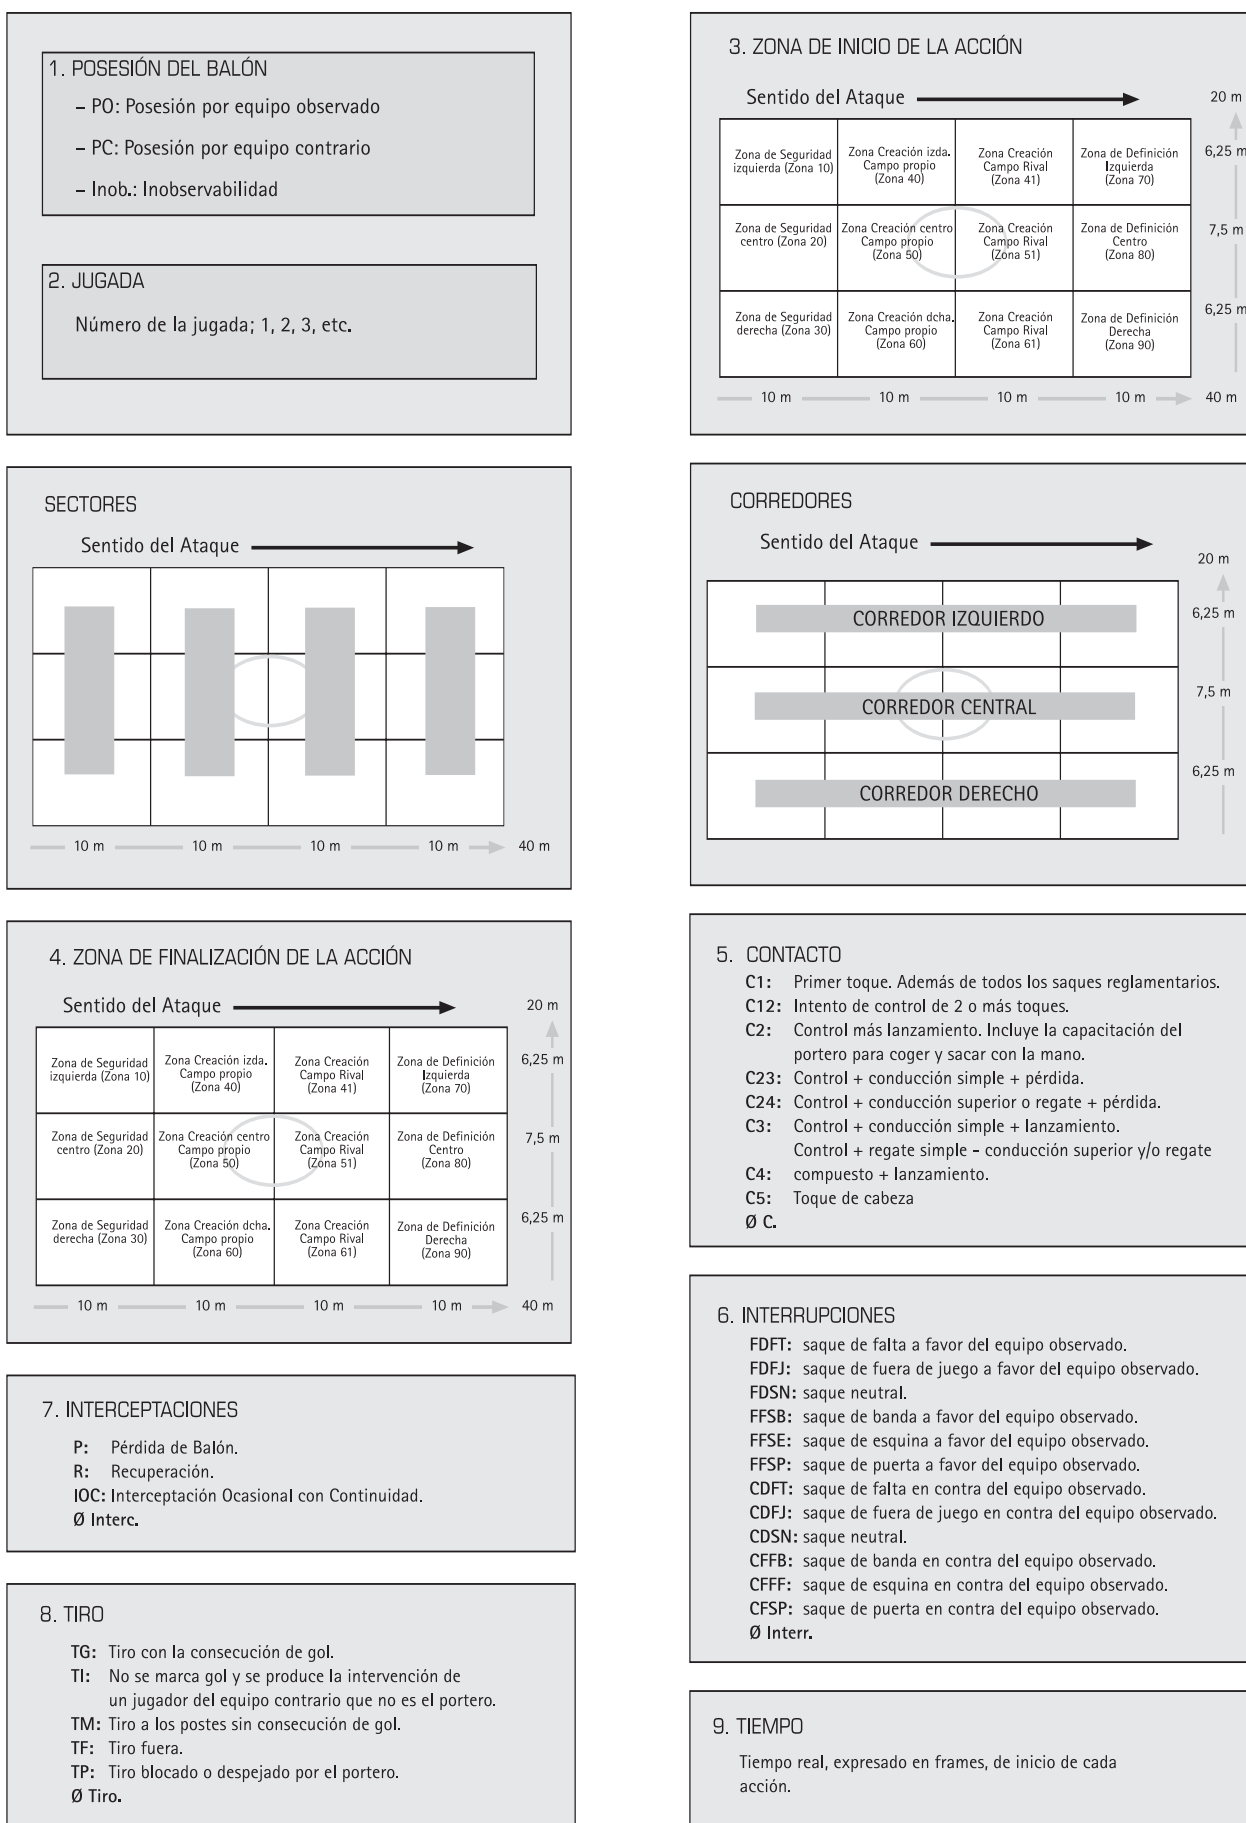 1. POSESIÓN DEL BALÓN
– PO: Posesión por equipo observado
– PC: Posesión por equipo contrario
– Inob.: Inobservabilidad
2. JUGADA
Número de la jugada; 1, 2, 3, etc.
3. ZONA DE INICIO DE LA ACCIÓN
Sentido del Ataque
20 m
Zona de Seguridad
izquierda (Zona 10)
Zona Creación izda.
Campo propio
(Zona 40)
Zona Creación
Campo Rival
(Zona 41)
Zona de Definición
Izquierda
(Zona 70)
6,25 m
Zona de Seguridad
centro (Zona 20)
Zona Creación centro
Campo propio
(Zona 50)
Zona Creación
Campo Rival
(Zona 51)
Zona de Definición
Centro
(Zona 80)
7,5 m
Zona de Seguridad
derecha (Zona 30)
Zona Creación dcha.
Campo propio
(Zona 60)
Zona Creación
Campo Rival
(Zona 61)
Zona de Definición
Derecha
(Zona 90)
6,25 m
10 m 10 m 10 m 10 m 40 m
SECTORES
Sentido del Ataque
10 m 10 m 10 m 10 m 40 m
CORREDORES
Sentido del Ataque
20 m
CORREDOR IZQUIERDO
6,25 m
CORREDOR CENTRAL
7,5 m
CORREDOR DERECHO
6,25 m
4. ZONA DE FINALIZACIÓN DE LA ACCIÓN
Sentido del Ataque
20 m
Zona de Seguridad
izquierda (Zona 10)
Zona Creación izda.
Campo propio
(Zona 40)
Zona Creación
Campo Rival
(Zona 41)
Zona de Definición
Izquierda
(Zona 70)
6,25 m
Zona de Seguridad
centro (Zona 20)
Zona Creación centro
Campo propio
(Zona 50)
Zona Creación
Campo Rival
(Zona 51)
Zona de Definición
Centro
(Zona 80)
7,5 m
Zona de Seguridad
derecha (Zona 30)
Zona Creación dcha.
Campo propio
(Zona 60)
Zona Creación
Campo Rival
(Zona 61)
Zona de Definición
Derecha
(Zona 90)
6,25 m
10 m 10 m 10 m 10 m 40 m
5. CONTACTO
C1: Primer toque. Además de todos los saques reglamentarios.
C12: Intento de control de 2 o más toques.
C2: Control más lanzamiento. Incluye la capacitación del
portero para coger y sacar con la mano.
C23: Control + conducción simple + pérdida.
C24: Control + conducción superior o regate + pérdida.
C3: Control + conducción simple + lanzamiento.
Control + regate simple - conducción superior y/o regate
C4: compuesto + lanzamiento.
C5: Toque de cabeza
Ø C.
6. INTERRUPCIONES
FDFT: saque de falta a favor del equipo observado.
FDFJ: saque de fuera de juego a favor del equipo observado.
FDSN: saque neutral.
FFSB: saque de banda a favor del equipo observado.
FFSE: saque de esquina a favor del equipo observado.
FFSP: saque de puerta a favor del equipo observado.
CDFT: saque de falta en contra del equipo observado.
CDFJ: saque de fuera de juego en contra del equipo observado.
CDSN: saque neutral.
CFFB: saque de banda en contra del equipo observado.
CFFF: saque de esquina en contra del equipo observado.
CFSP: saque de puerta en contra del equipo observado.
Ø Interr.
7. INTERCEPTACIONES
P: Pérdida de Balón.
R: Recuperación.
IOC: Interceptación Ocasional con Continuidad.
Ø Interc.
8. TIRO
TG: Tiro con la consecución de gol.
TI: No se marca gol y se produce la intervención de
un jugador del equipo contrario que no es el portero.
TM: Tiro a los postes sin consecución de gol.
TF: Tiro fuera.
TP: Tiro blocado o despejado por el portero.
Ø Tiro.
9. TIEMPO
Tiempo real, expresado en frames, de inicio de cada
acción.